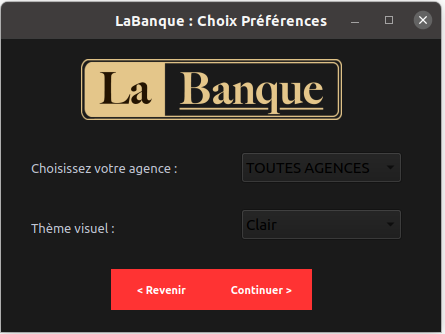 LaBanque : Choix Préférences
La Banque
Choisissez votre agence :
TOUTES AGENCES
Thème visuel :
Clair
< Revenir
Continuer >